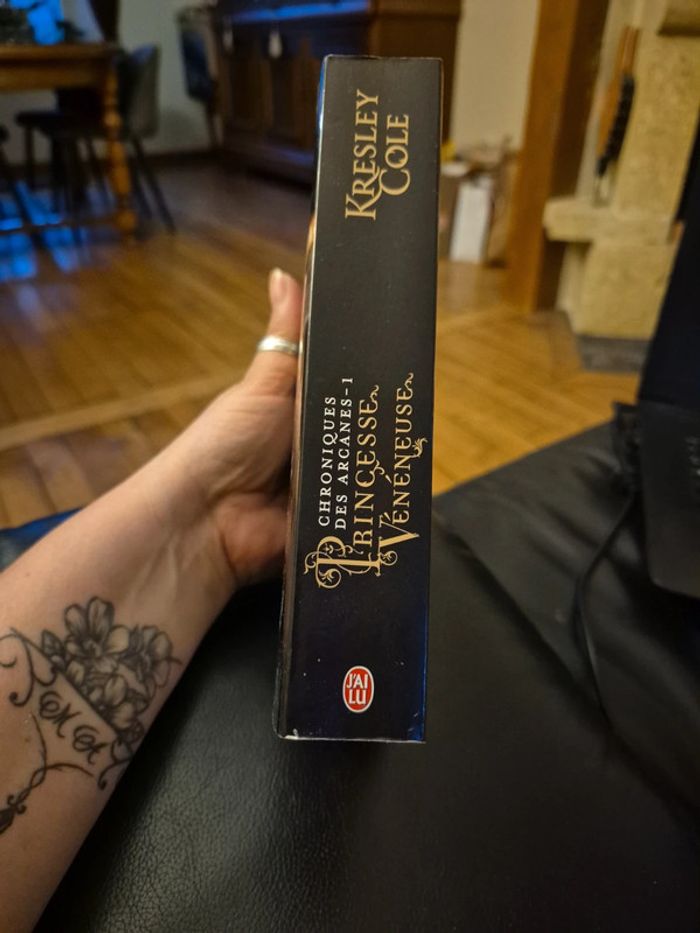 KRESLEY
COLE
CHRONIQUES
DES ARCANES-1
PRINCESSE
VÉNÉNEUSE
J'AI
LU
M A